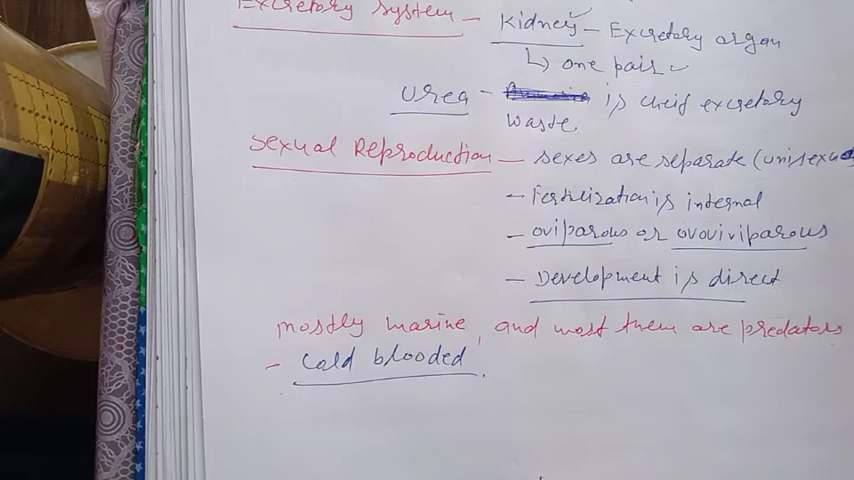 Excretory System - Kidney - Excretory organ
↳ one pair
Urea - is cheif excretory
waste
Sexual Reproduction - sexes are separate (unisexual
- Fertilization is internal
- oviparous or ovoviviparous
- Development is direct
mostly marine, and most them are predators
- Cold blooded.